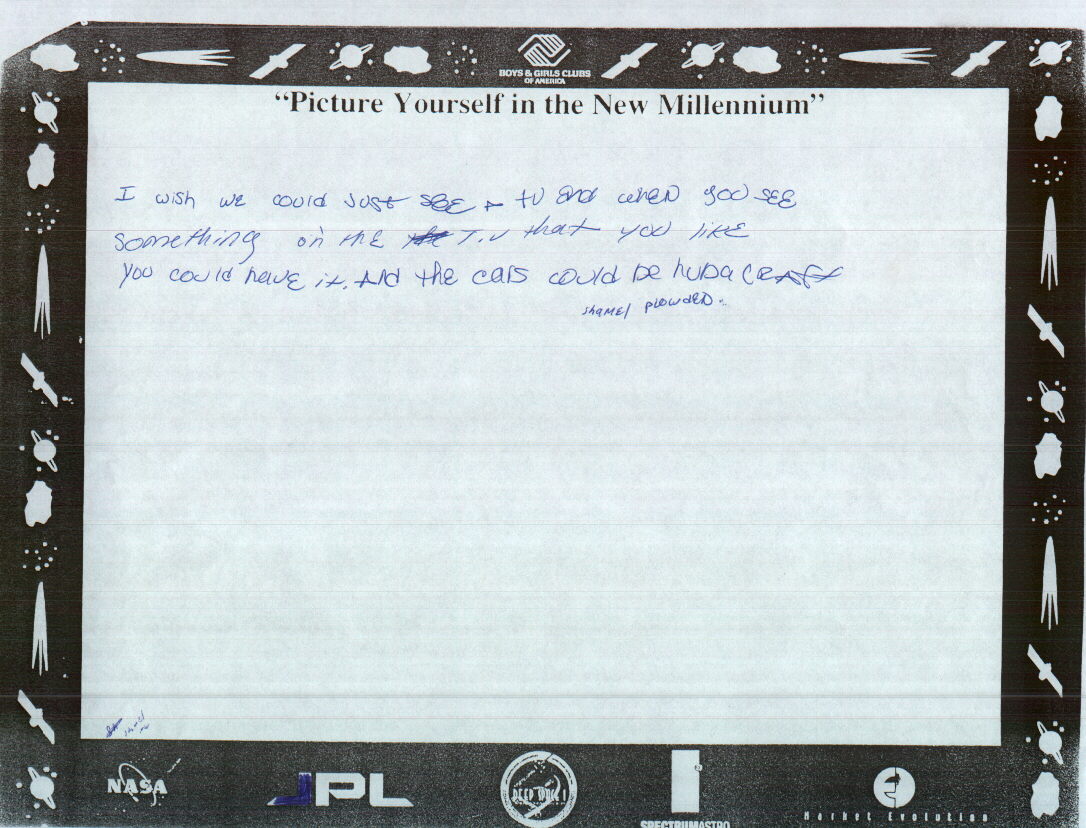 BOYS & GIRLS CLUBS
OF AMERICA
“Picture Yourself in the New Millennium”
I wish we could just see a tv and when you see
something on the T.V that you like
you could have it. And the cars could be huba craft
shamel plowden.
NASA
JPL
DEEP SPACE 1
SPECTRUMASTRO
Market Evolution